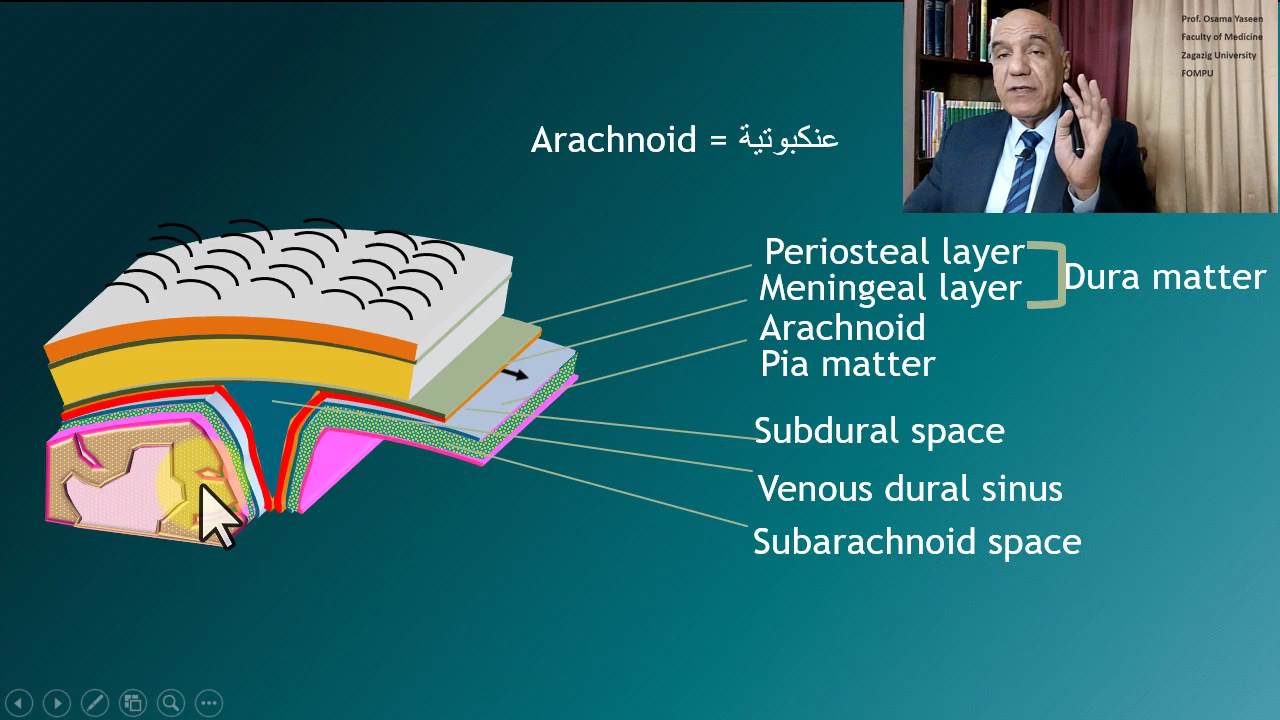 Prof. Osama Yaseen
Faculty of Medicine
Zagazig University
FOMPU
Arachnoid = عنكبوتية
Periosteal layer
Meningeal layer
Dura matter
Arachnoid
Pia matter
Subdural space
Venous dural sinus
Subarachnoid space